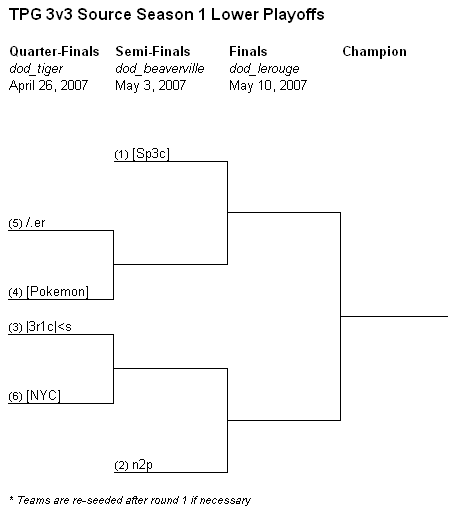 TPG 3v3 Source Season 1 Lower Playoffs
Quarter-Finals Semi-Finals Finals Champion
dod_tiger dod_beaverville dod_lerouge
April 26, 2007 May 3, 2007 May 10, 2007
(1) [Sp3c]
(5) /.er
(4) [Pokemon]
(3) |3r1c|<s
(6) [NYC]
(2) n2p
* Teams are re-seeded after round 1 if necessary